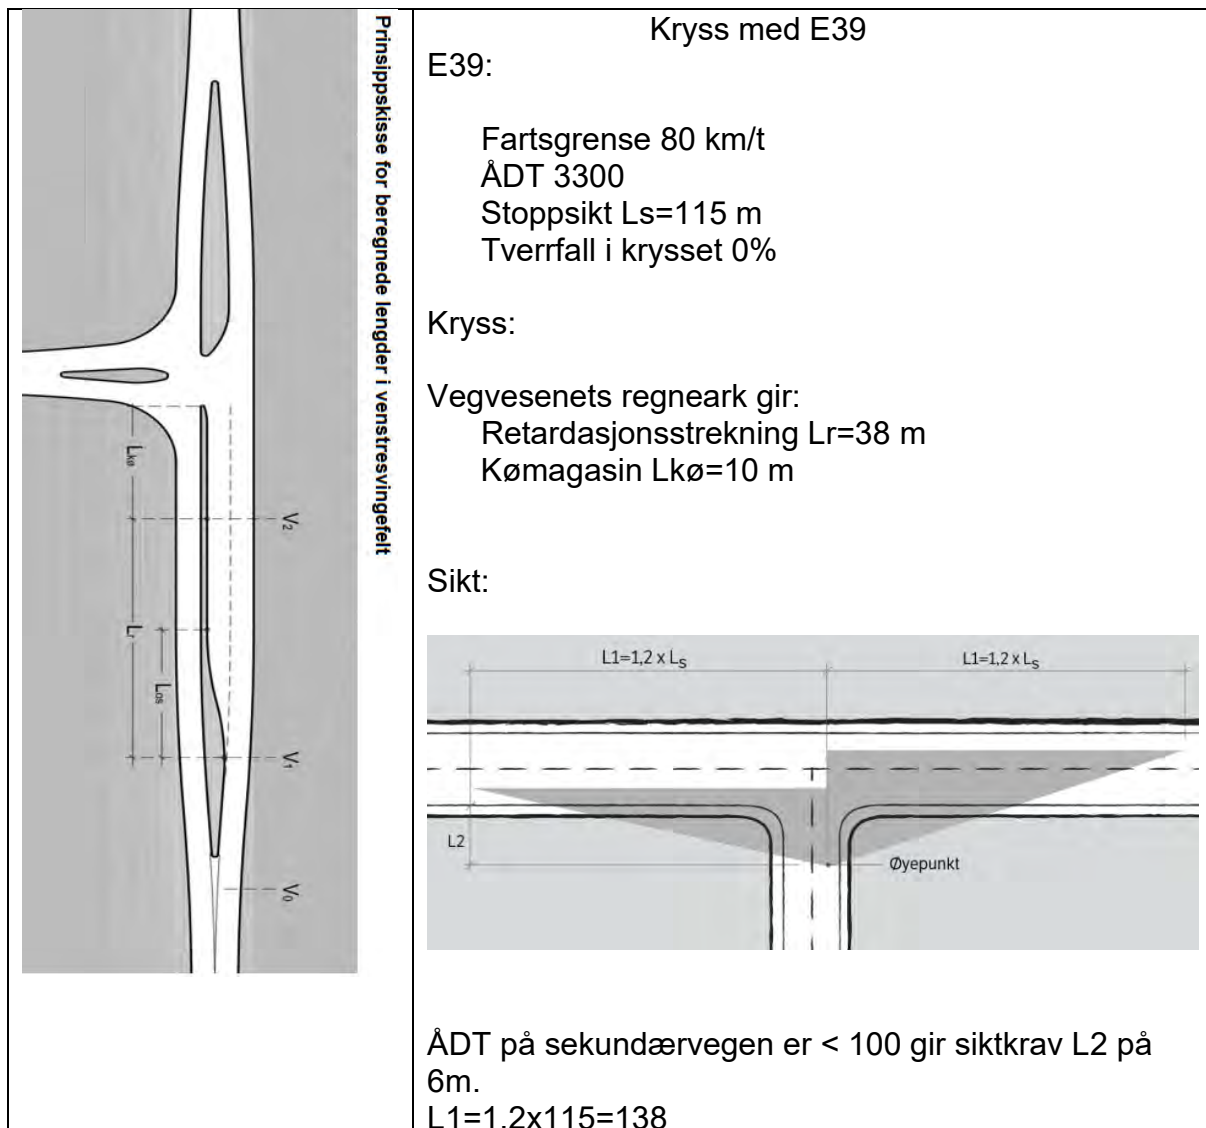 Prinsippskisse for beregnede lengder i venstresvingefelt
Lkø
V2
Lr
Los
V1
V0
Kryss med E39
E39:
Fartsgrense 80 km/t
ÅDT 3300
Stoppsikt Ls=115 m
Tverrfall i krysset 0%
Kryss:
Vegvesenets regneark gir:
Retardasjonsstrekning Lr=38 m
Kømagasin Lkø=10 m
Sikt:
L1=1,2 x LS
L1=1,2 x LS
L2
Øyepunkt
ÅDT på sekundærvegen er < 100 gir siktkrav L2 på
6m.
L1=1,2x115=138